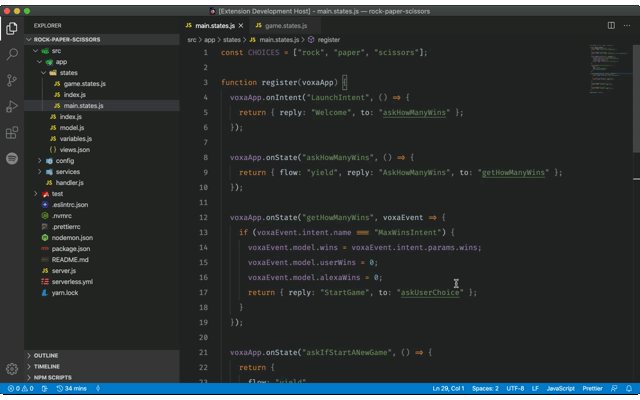 [Extension Development Host] — main.states.js — rock-paper-scissors
EXPLORER
ROCK-PAPER-SCISSORS
src
app
states
game.states.js
index.js
main.states.js
index.js
model.js
variables.js
views.json
config
services
handler.js
test
.eslintrc.json
.nvmrc
.prettierrc
nodemon.json
package.json
README.md
server.js
serverless.yml
yarn.lock
OUTLINE
TIMELINE
NPM SCRIPTS
main.states.js
game.states.js
src > app > states > main.states.js > register
1 const CHOICES = ["rock", "paper", "scissors"];
2
3 function register(voxaApp) {
4 voxaApp.onIntent("LaunchIntent", () => {
5 return { reply: "Welcome", to: "askHowManyWins" };
6 });
7
8 voxaApp.onState("askHowManyWins", () => {
9 return { flow: "yield", reply: "AskHowManyWins", to: "getHowManyWins" };
10 });
11
12 voxaApp.onState("getHowManyWins", voxaEvent => {
13 if (voxaEvent.intent.name === "MaxWinsIntent") {
14 voxaEvent.model.wins = voxaEvent.intent.params.wins;
15 voxaEvent.model.userWins = 0;
16 voxaEvent.model.alexaWins = 0;
17 return { reply: "StartGame", to: "askUserChoice" };
18 }
19 });
20
21 voxaApp.onState("askIfStartANewGame", () => {
22 return {
23 flow: "yield"
0 0 34 mins
Ln 29, Col 1 Spaces: 2 UTF-8 LF JavaScript Prettier